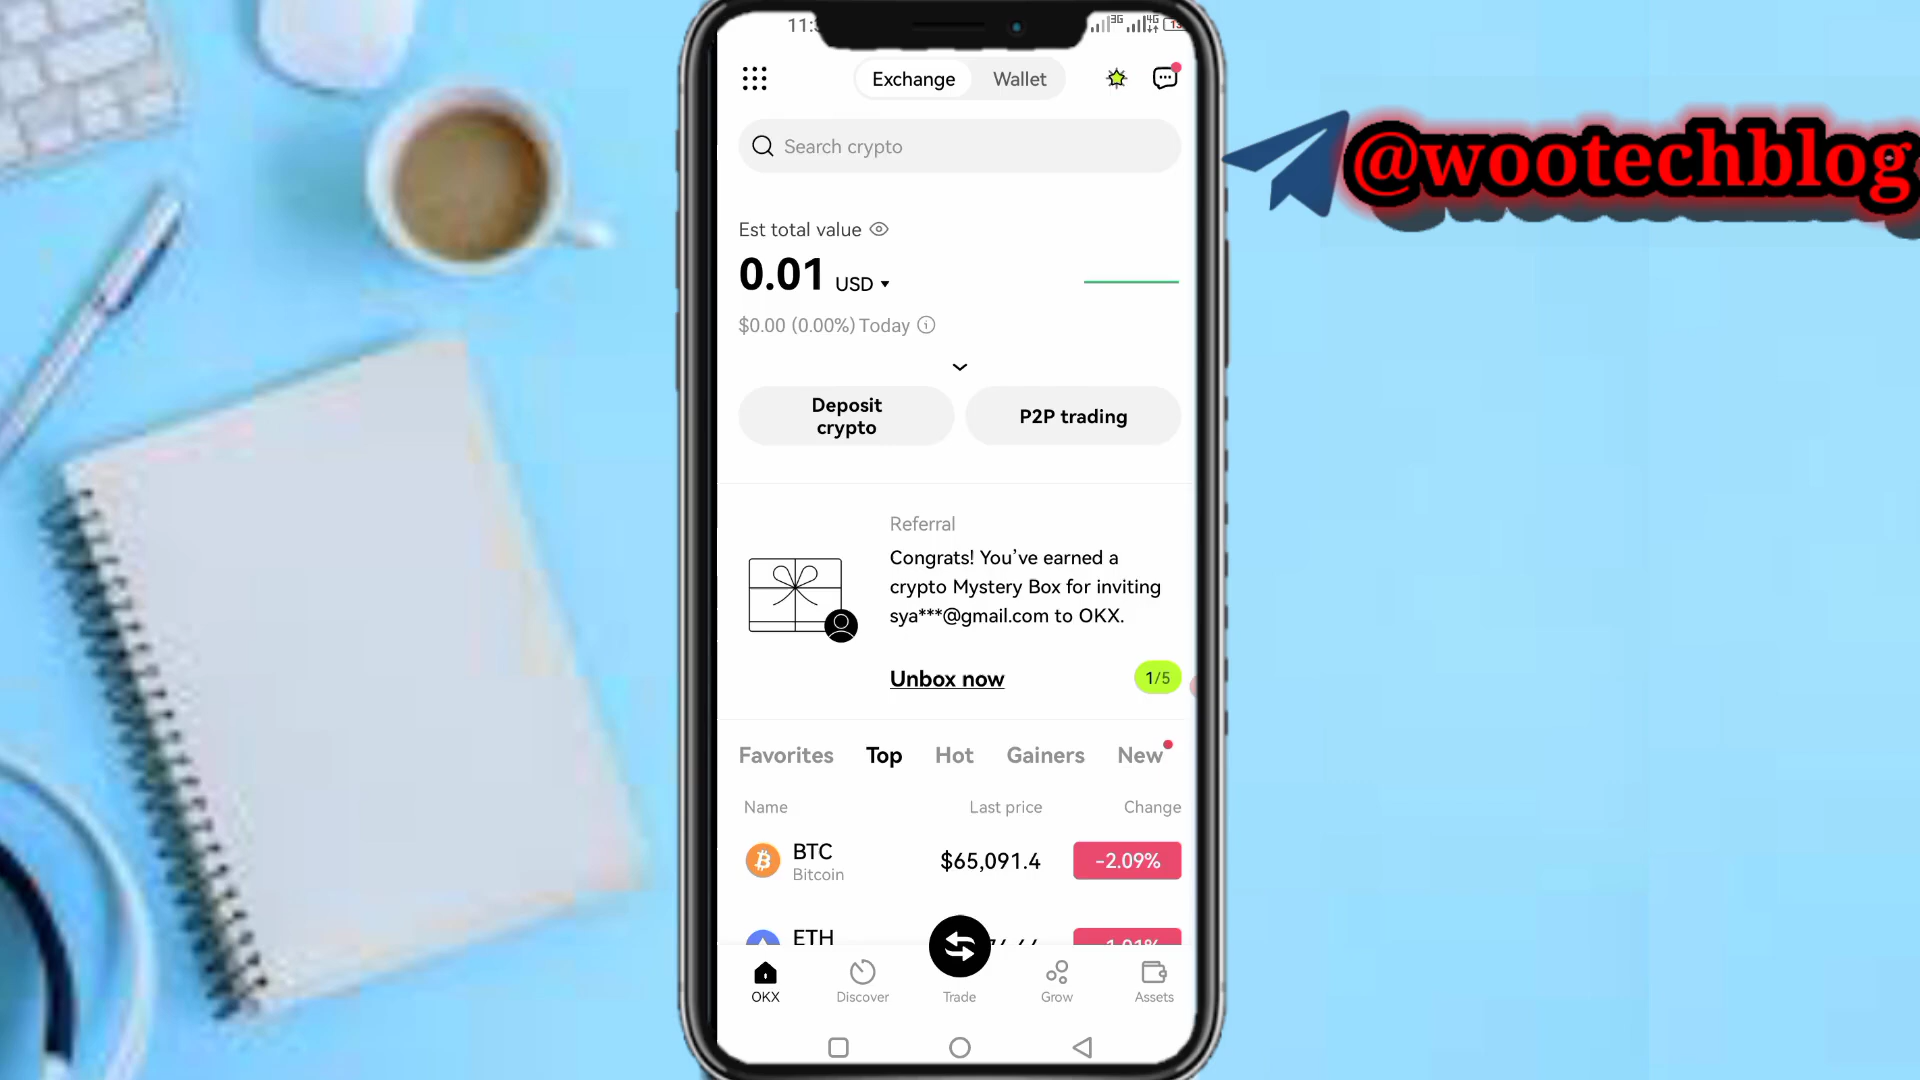 3G 4G
Exchange Wallet
Search crypto
@wootechblog
Est total value
0.01 USD
$0.00 (0.00%) Today
Deposit
crypto
P2P trading
Referral
Congrats! You’ve earned a
crypto Mystery Box for inviting
sya***@gmail.com to OKX.
Unbox now
1/5
Favorites Top Hot Gainers New
Name Last price Change
BTC $65,091.4 -2.09%
Bitcoin
ETH
OKX Discover Trade Grow Assets